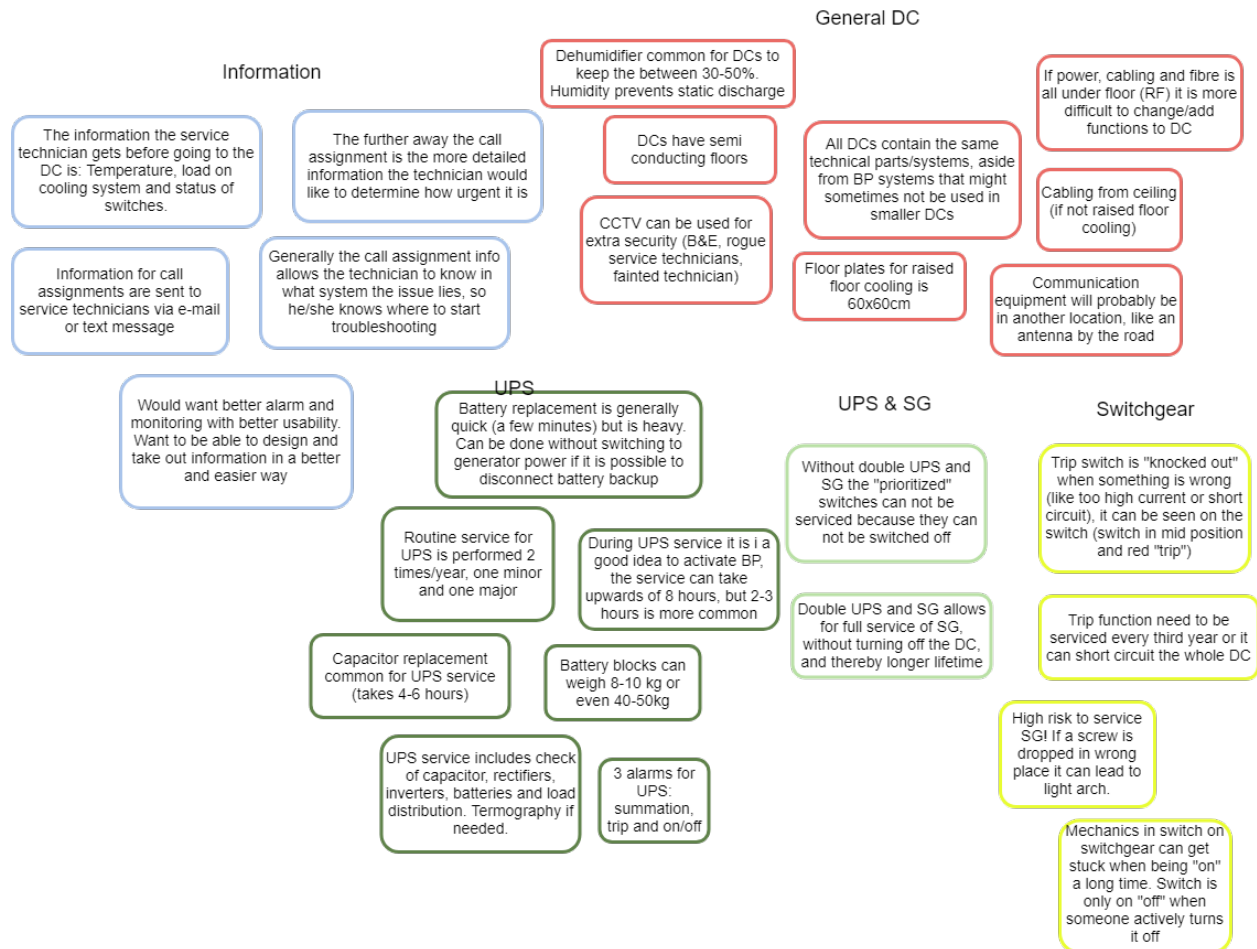 Information
The information the service
technician gets before going to the
DC is: Temperature, load on
cooling system and status of
switches.
The further away the call
assignment is the more detailed
information the technician would
like to determine how urgent it is
Information for call
assignments are sent to
service technicians via e-mail
or text message
Generally the call assignment info
allows the technician to know in
what system the issue lies, so
he/she knows where to start
troubleshooting
Would want better alarm and
monitoring with better usability.
Want to be able to design and
take out information in a better
and easier way
General DC
Dehumidifier common for DCs to
keep the between 30-50%.
Humidity prevents static discharge
DCs have semi
conducting floors
CCTV can be used for
extra security (B&E, rogue
service technicians,
fainted technician)
All DCs contain the same
technical parts/systems, aside
from BP systems that might
sometimes not be used in
smaller DCs
Floor plates for raised
floor cooling is
60x60cm
If power, cabling and fibre is
all under floor (RF) it is more
difficult to change/add
functions to DC
Cabling from ceiling
(if not raised floor
cooling)
Communication
equipment will probably be
in another location, like an
antenna by the road
UPS
Battery replacement is generally
quick (a few minutes) but is heavy.
Can be done without switching to
generator power if it is possible to
disconnect battery backup
Routine service for
UPS is performed 2
times/year, one minor
and one major
During UPS service it is i a
good idea to activate BP,
the service can take
upwards of 8 hours, but 2-3
hours is more common
Capacitor replacement
common for UPS service
(takes 4-6 hours)
Battery blocks can
weigh 8-10 kg or
even 40-50kg
UPS service includes check
of capacitor, rectifiers,
inverters, batteries and load
distribution. Termography if
needed.
3 alarms for
UPS:
summation,
trip and on/off
UPS & SG
Without double UPS and
SG the "prioritized"
switches can not be
serviced because they can
not be switched off
Double UPS and SG allows
for full service of SG,
without turning off the DC,
and thereby longer lifetime
Switchgear
Trip switch is "knocked out"
when something is wrong
(like too high current or short
circuit), it can be seen on the
switch (switch in mid position
and red "trip")
Trip function need to be
serviced every third year or it
can short circuit the whole DC
High risk to service
SG! If a screw is
dropped in wrong
place it can lead to
light arch.
Mechanics in switch on
switchgear can get
stuck when being "on"
a long time. Switch is
only on "off" when
someone actively turns
it off